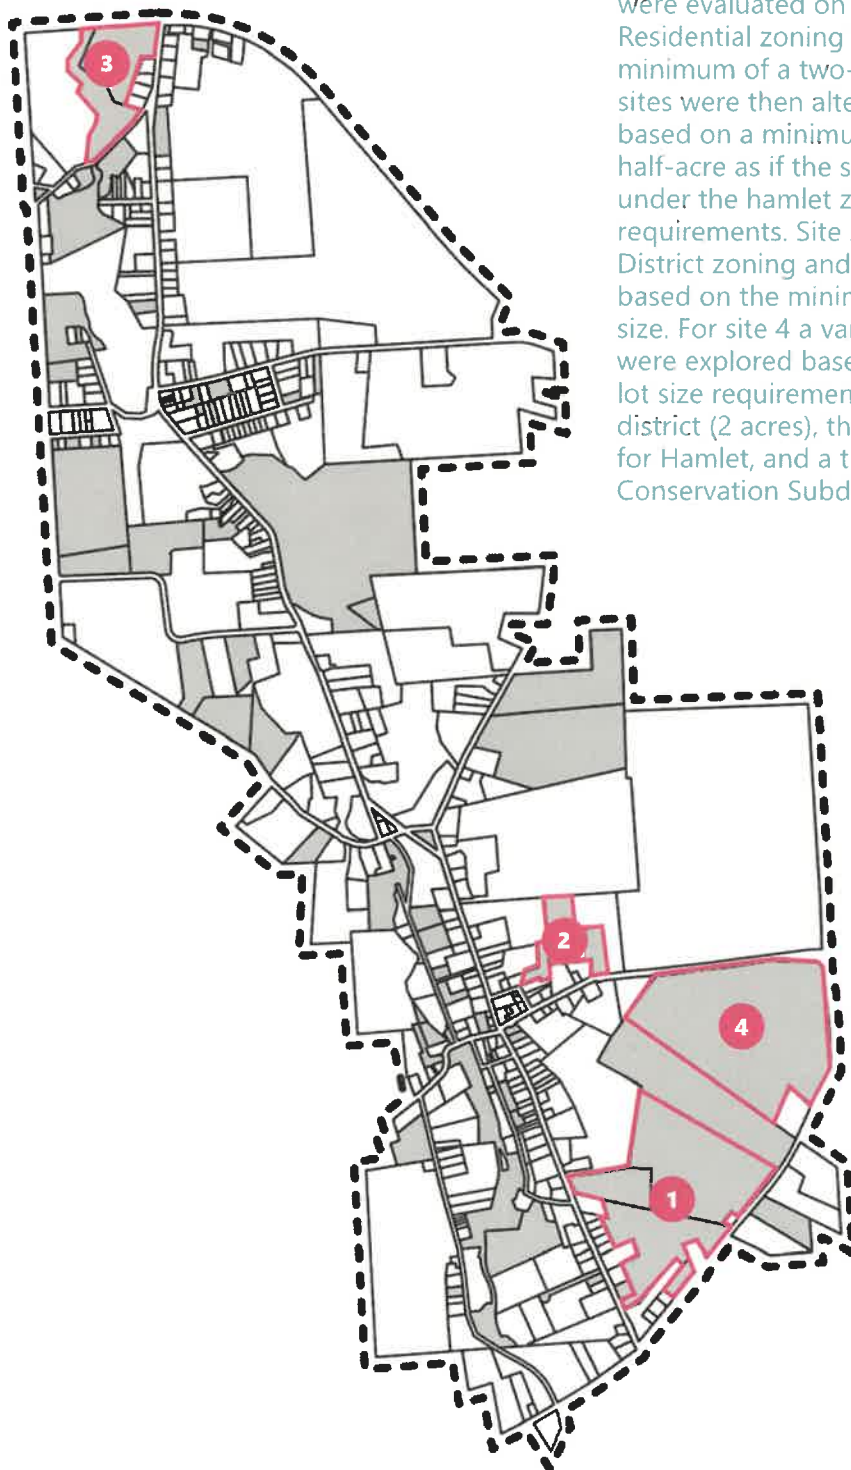 were evaluated on
Residential zoning
minimum of a two-
sites were then alte
based on a minimu
half-acre as if the s
under the hamlet z
requirements. Site
District zoning and
based on the minin
size. For site 4 a var
were explored base
lot size requiremen
district (2 acres), th
for Hamlet, and a t
Conservation Subd
3
2
4
1